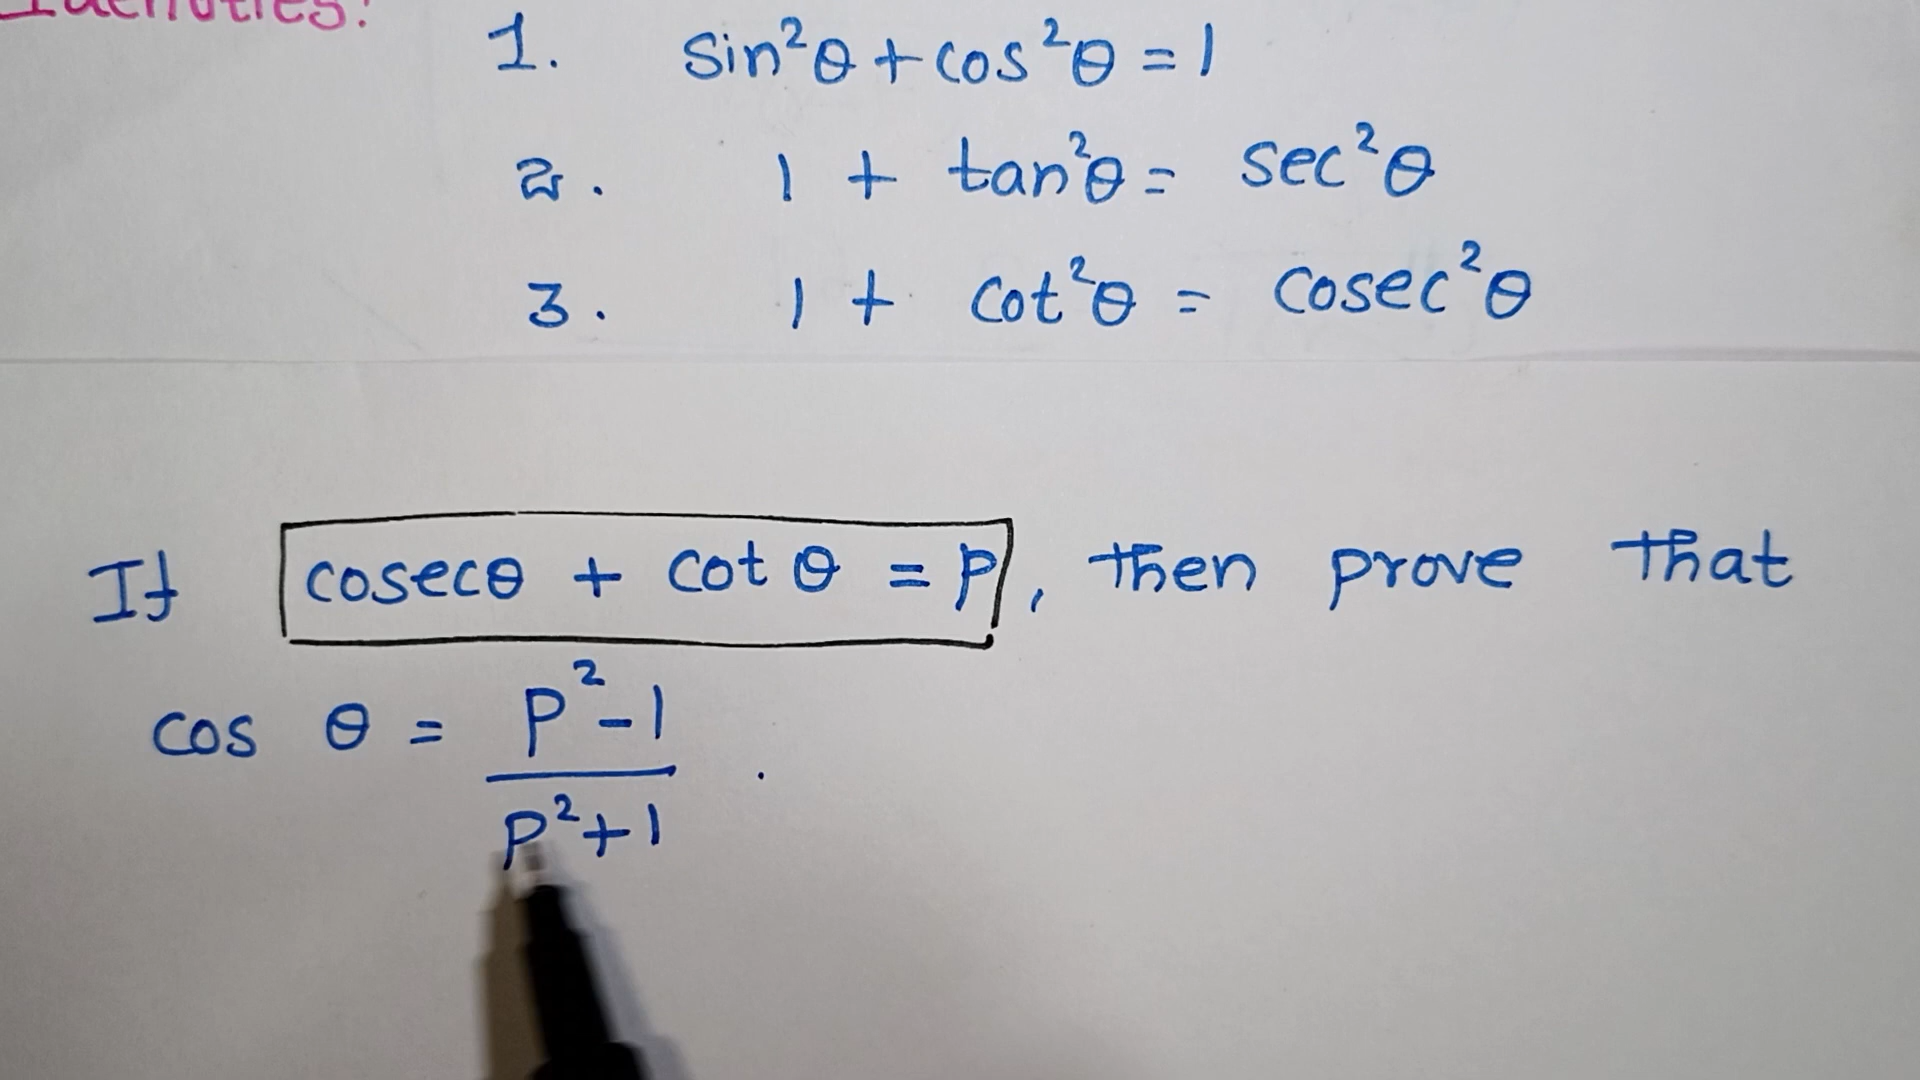 Identities:
1. sin²θ + cos²θ = 1
2. 1 + tan²θ = sec²θ
3. 1 + cot²θ = cosec²θ
If cosecθ + cot θ = P, then prove that
cos θ = P²-1
P²+1 .